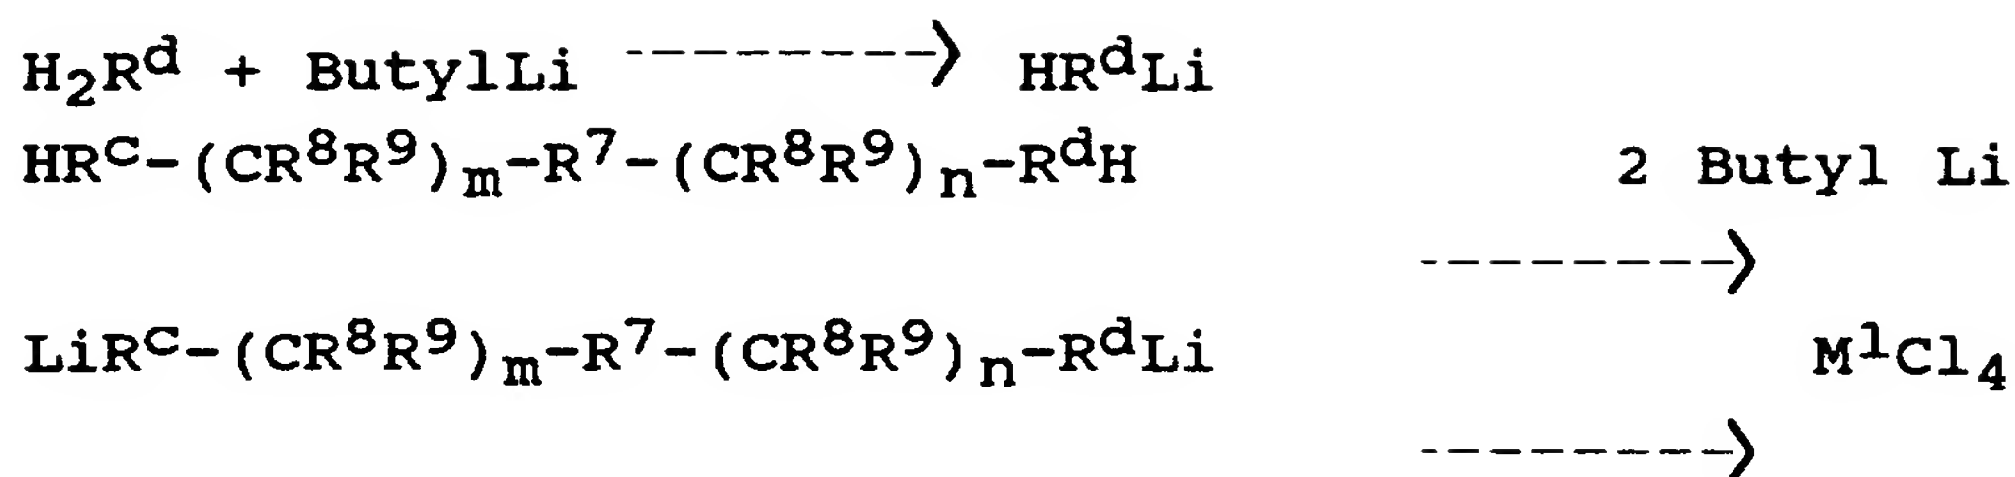 H₂Rᵈ + ButylLi --------> HRᵈLi
HRᶜ-(CR⁸R⁹)ₘ-R⁷-(CR⁸R⁹)ₙ-RᵈH 2 Butyl Li
-------->
LiRᶜ-(CR⁸R⁹)ₘ-R⁷-(CR⁸R⁹)ₙ-RᵈLi M¹Cl₄
-------->